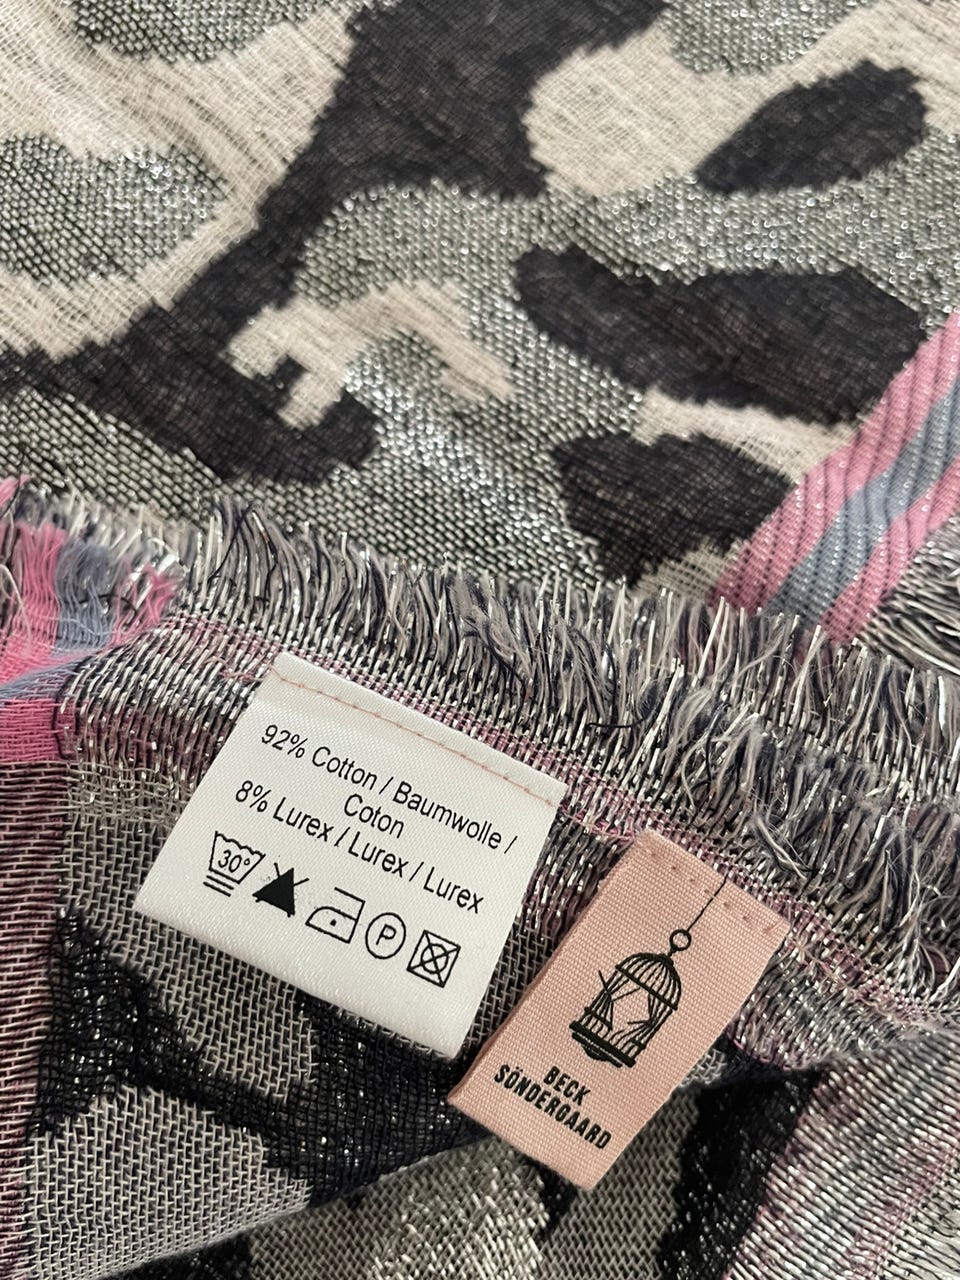 92% Cotton / Baumwolle /
Coton
8% Lurex / Lurex / Lurex
30°
P
BECK
SÖNDERGAARD